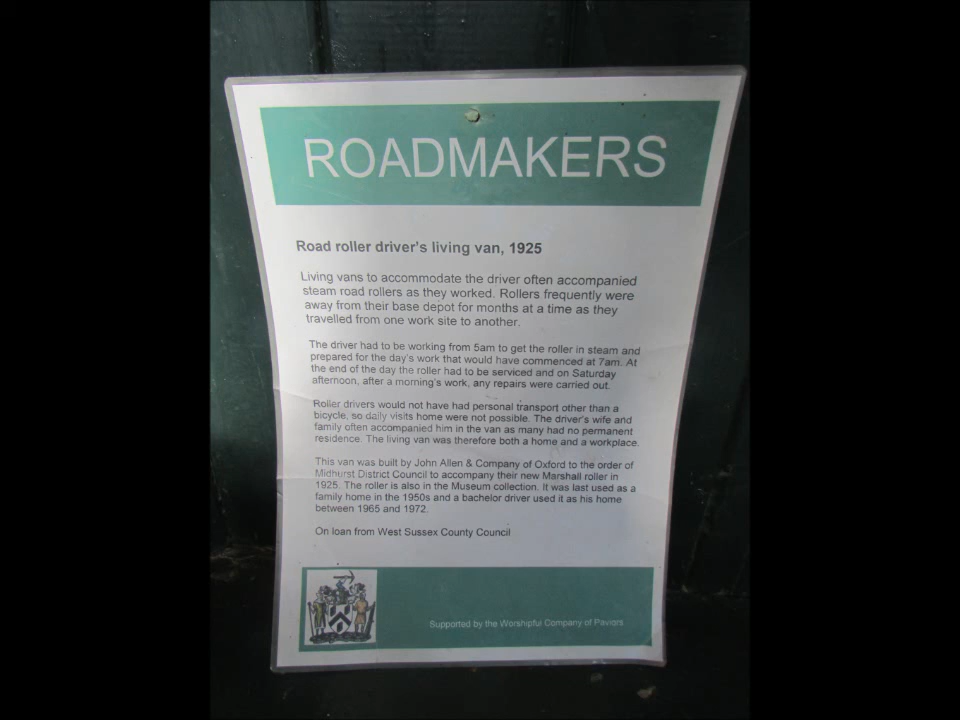 ROADMAKERS
Road roller driver's living van, 1925
Living vans to accommodate the driver often accompanied
steam road rollers as they worked. Rollers frequently were
away from their base depot for months at a time as they
travelled from one work site to another.
The driver had to be working from 5am to get the roller in steam and
prepared for the day's work that would have commenced at 7am. At
the end of the day the roller had to be serviced and on Saturday
afternoon, after a morning's work, any repairs were carried out.
Roller drivers would not have had personal transport other than a
bicycle, so daily visits home were not possible. The driver's wife and
family often accompanied him in the van as many had no permanent
residence. The living van was therefore both a home and a workplace.
This van was built by John Allen & Company of Oxford to the order of
Midhurst District Council to accompany their new Marshall roller in
1925. The roller is also in the Museum collection. It was last used as a
family home in the 1950s and a bachelor driver used it as his home
between 1965 and 1972.
On loan from West Sussex County Council
Supported by the Worshipful Company of Paviors